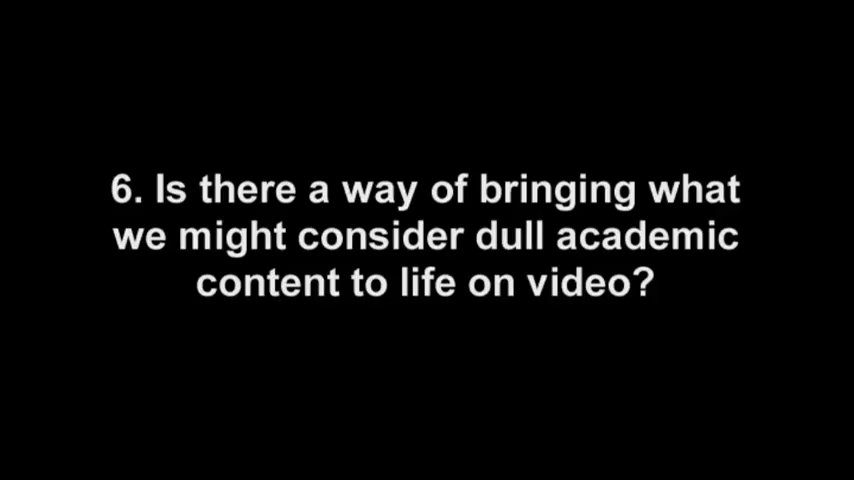 6. Is there a way of bringing what
we might consider dull academic
content to life on video?